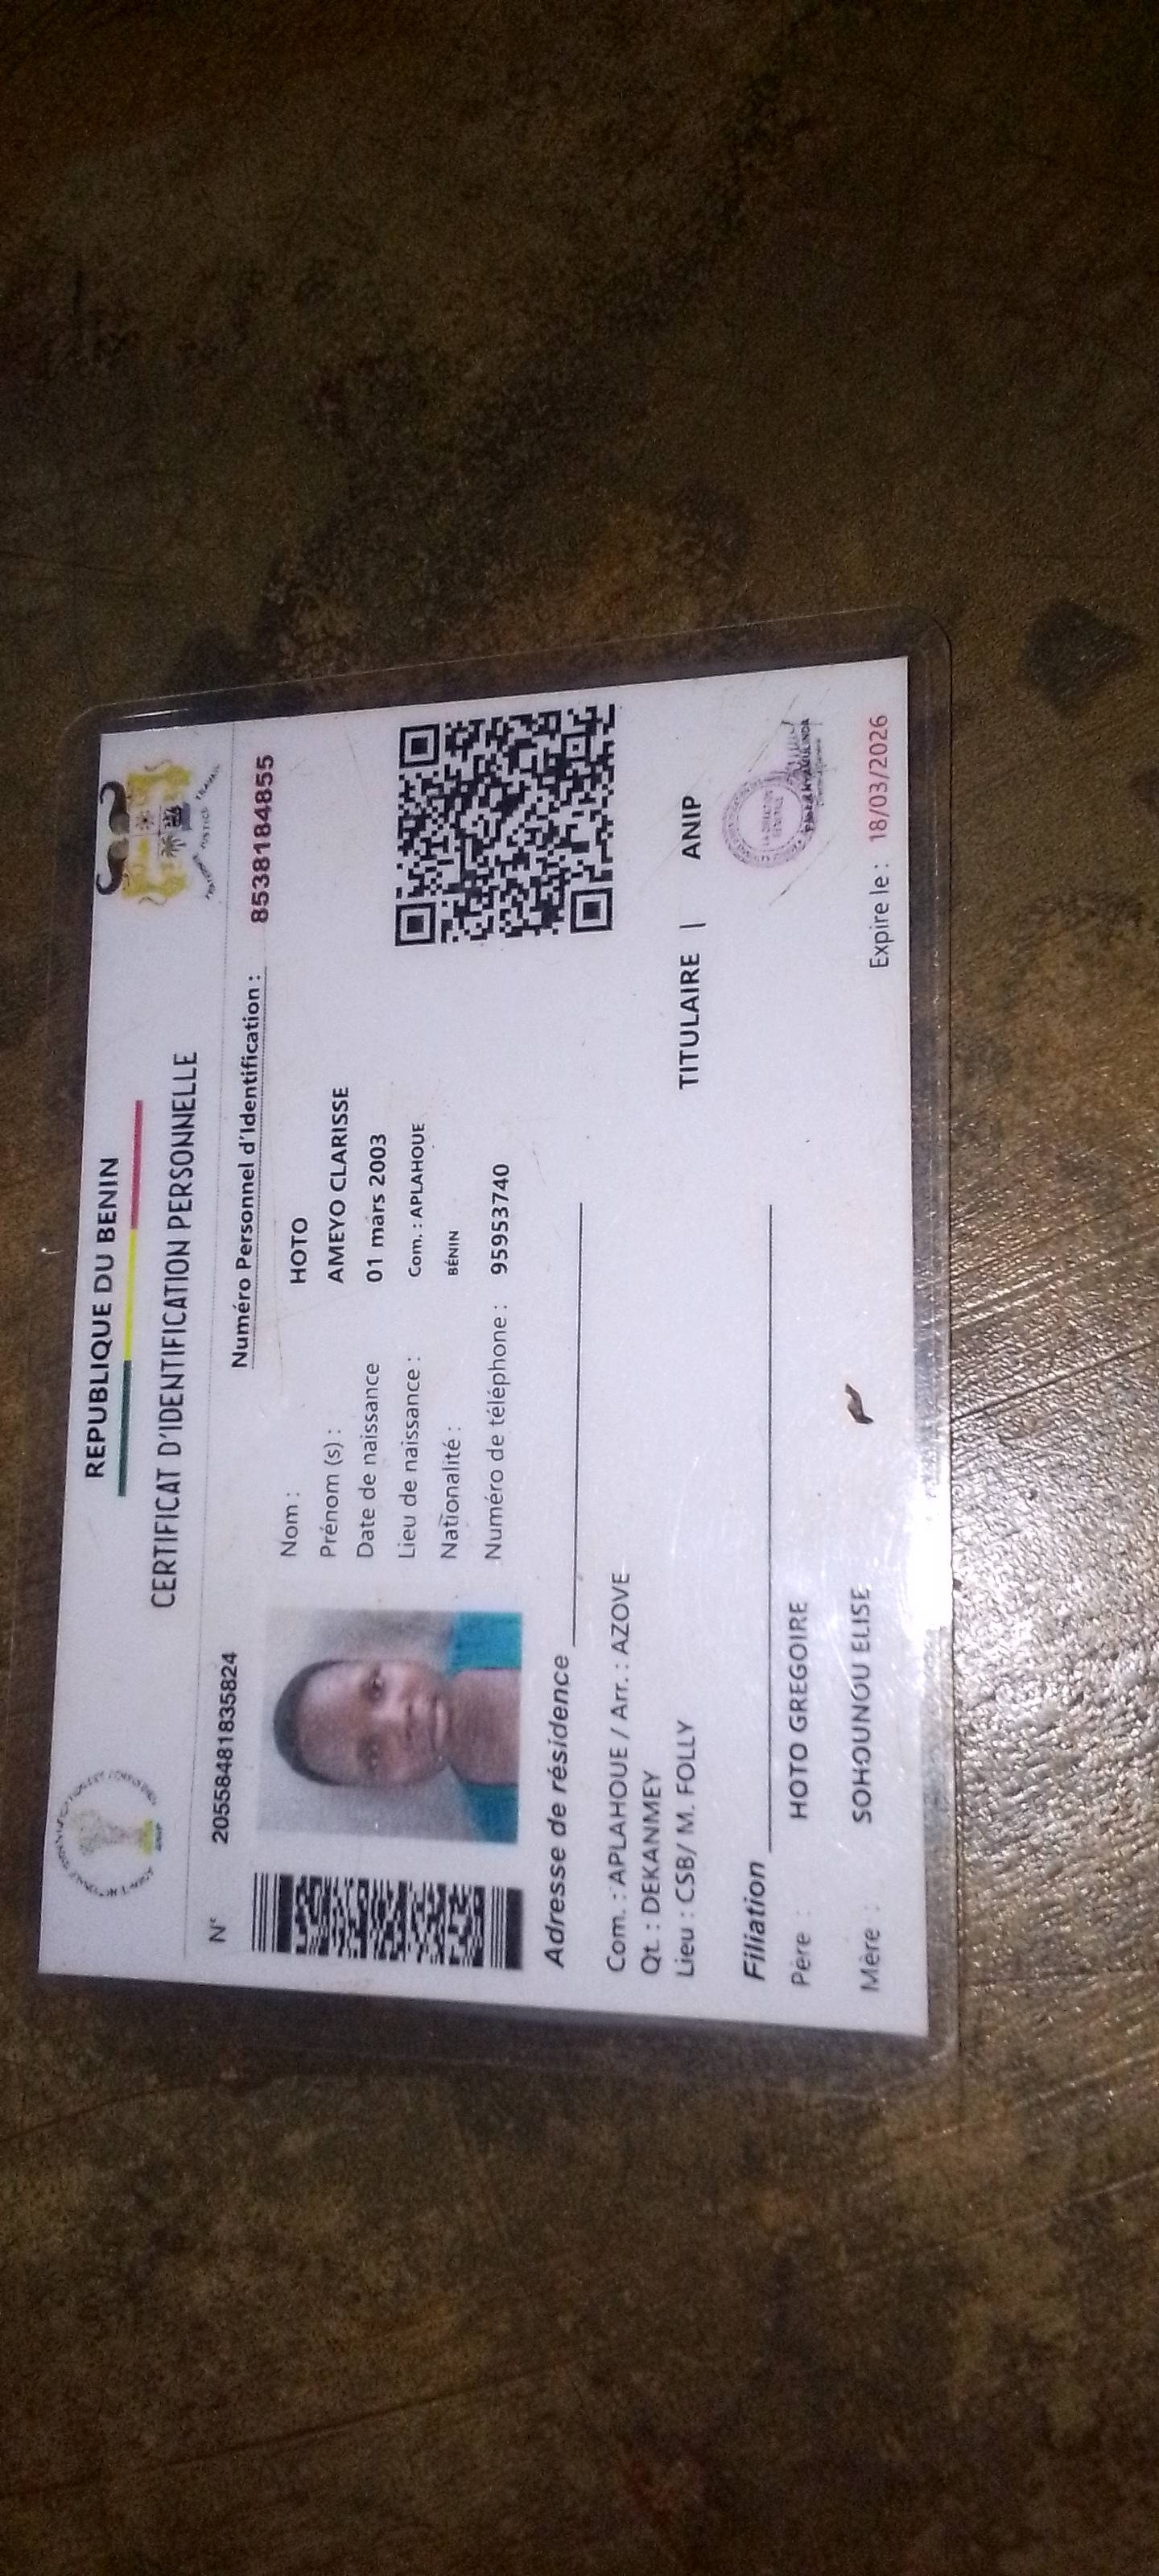 REPUBLIQUE DU BENIN
CERTIFICAT D'IDENTIFICATION PERSONNELLE
N° 20558481835824
Numéro Personnel d'Identification : 8538184855
Nom : HOTO
Prénom (s) : AMEYO CLARISSE
Date de naissance 01 mars 2003
Lieu de naissance : Com. : APLAHOUE
Nationalité : BÉNIN
Numéro de téléphone : 95953740
Adresse de résidence
Com. : APLAHOUE / Arr. : AZOVE
Qt. : DEKANMEY
Lieu : CSB/ M. FOLLY
TITULAIRE | ANIP
Filiation
Père : HOTO GREGOIRE
Mère : SOHOUNOU ELISE
Expire le : 18/03/2026